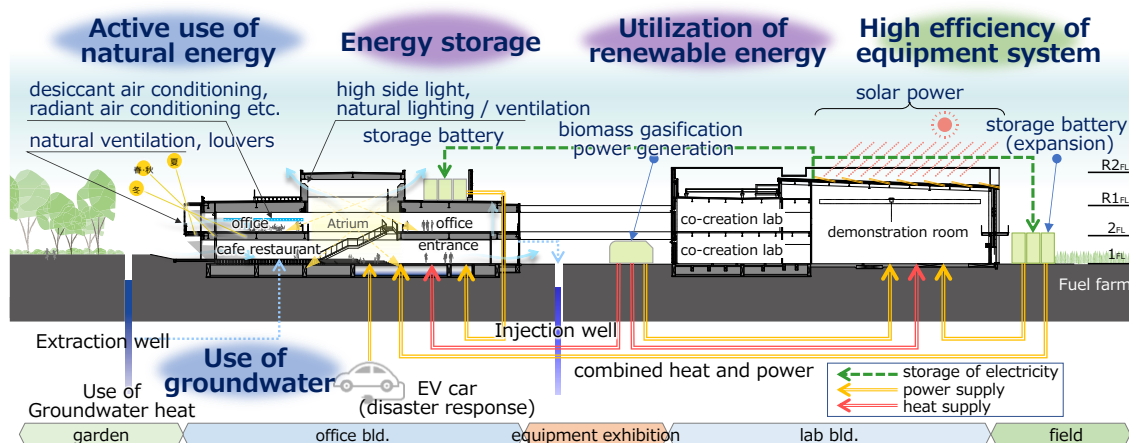 Active use of
natural energy
Energy storage
Utilization of
renewable energy
High efficiency of
equipment system
desiccant air conditioning,
radiant air conditioning etc.
natural ventilation, louvers
high side light,
natural lighting / ventilation
storage battery
biomass gasification
power generation
solar power
storage battery
(expansion)
夏
春・秋
冬
R2FL
R1FL
2FL
1FL
office
Atrium
office
cafe restaurant
entrance
co-creation lab
co-creation lab
demonstration room
Fuel farm
Extraction well
Injection well
Use of
groundwater
Use of
Groundwater heat
EV car
(disaster response)
combined heat and power
storage of electricity
power supply
heat supply
garden
office bld.
equipment exhibition
lab bld.
field